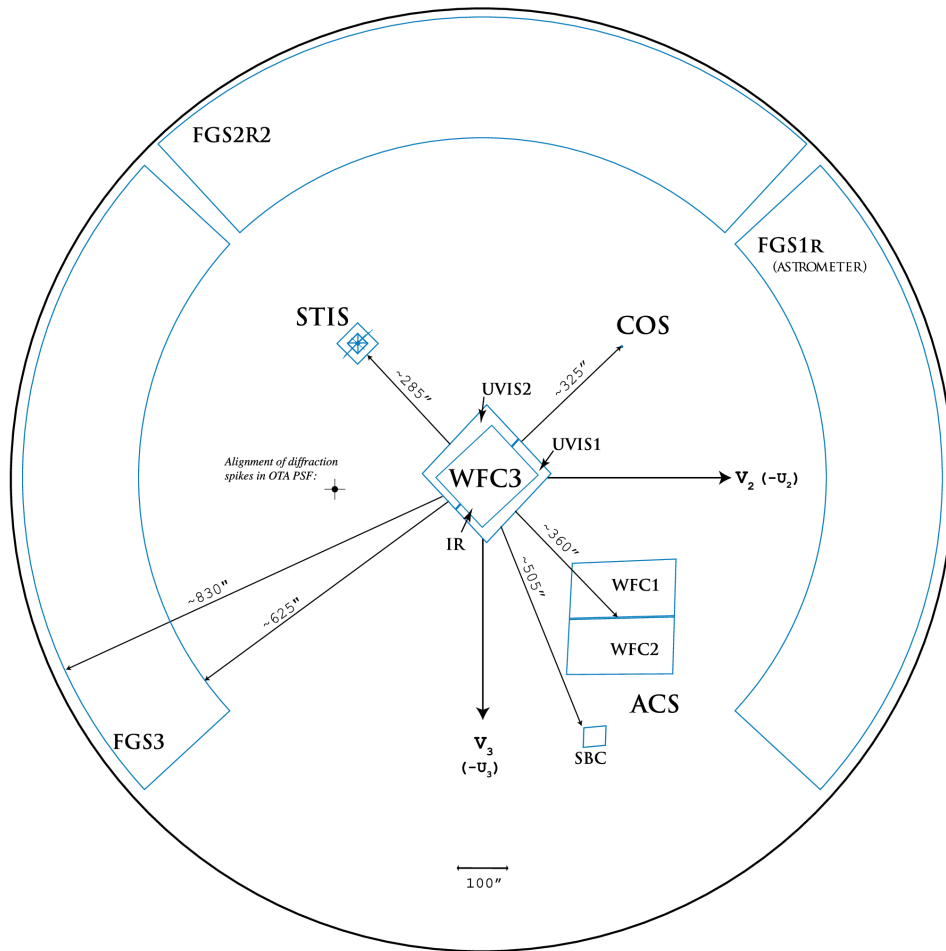 FGS2R2
FGS1R
(ASTROMETER)
STIS
COS
~285″
~325″
UVIS2
UVIS1
Alignment of diffraction
spikes in OTA PSF:
WFC3
V2 (-U2)
IR
~360″
~505″
~830″
~625″
WFC1
WFC2
ACS
FGS3
V3
(-U3)
SBC
100″